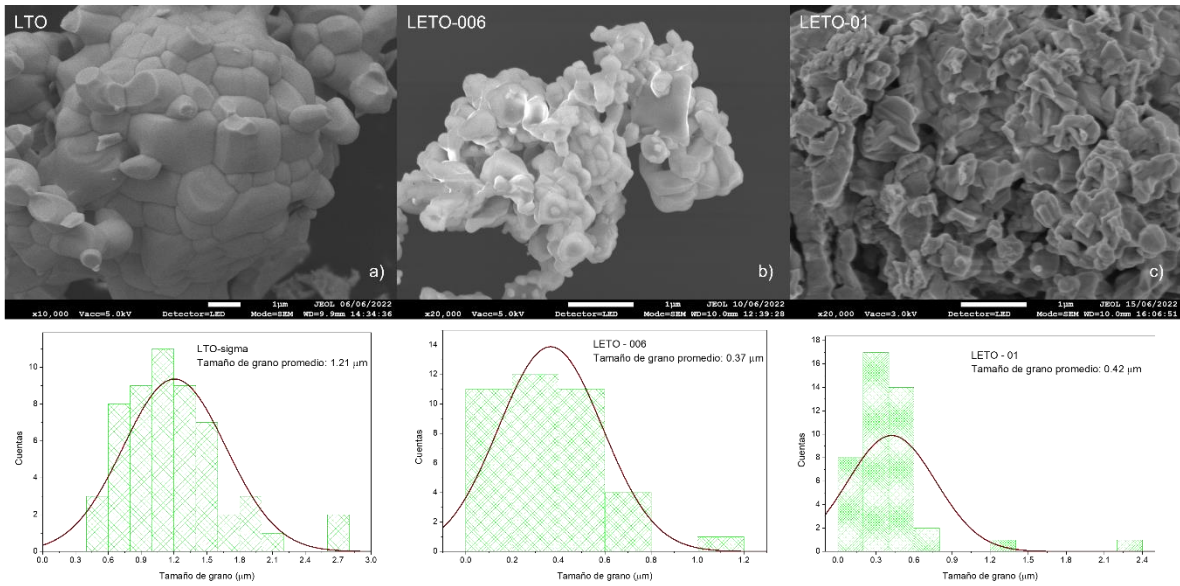 LTO
a)
1μm JEOL 06/06/2022
x10,000 Vacc=5.0kV Detector=LED Mode=SEM WD=9.9mm 14:34:36
LETO-006
b)
1μm JEOL 10/06/2022
x20,000 Vacc=5.0kV Detector=LED Mode=SEM WD=10.0mm 12:39:28
LETO-01
c)
1μm JEOL 15/06/2022
x20,000 Vacc=3.0kV Detector=LED Mode=SEM WD=10.0mm 16:06:51
LTO-sigma
Tamaño de grano promedio: 1.21 μm
Cuentas
10
8
6
4
2
0
0.0 0.3 0.6 0.9 1.2 1.5 1.8 2.1 2.4 2.7 3.0
Tamaño de grano (μm)
LETO - 006
Tamaño de grano promedio: 0.37 μm
Cuentas
14
12
10
8
6
4
2
0
0.0 0.2 0.4 0.6 0.8 1.0 1.2
Tamaño de grano (μm)
LETO - 01
Tamaño de grano promedio: 0.42 μm
Cuentas
18
16
14
12
10
8
6
4
2
0
0.0 0.3 0.6 0.9 1.2 1.5 1.8 2.1 2.4
Tamaño de grano (μm)